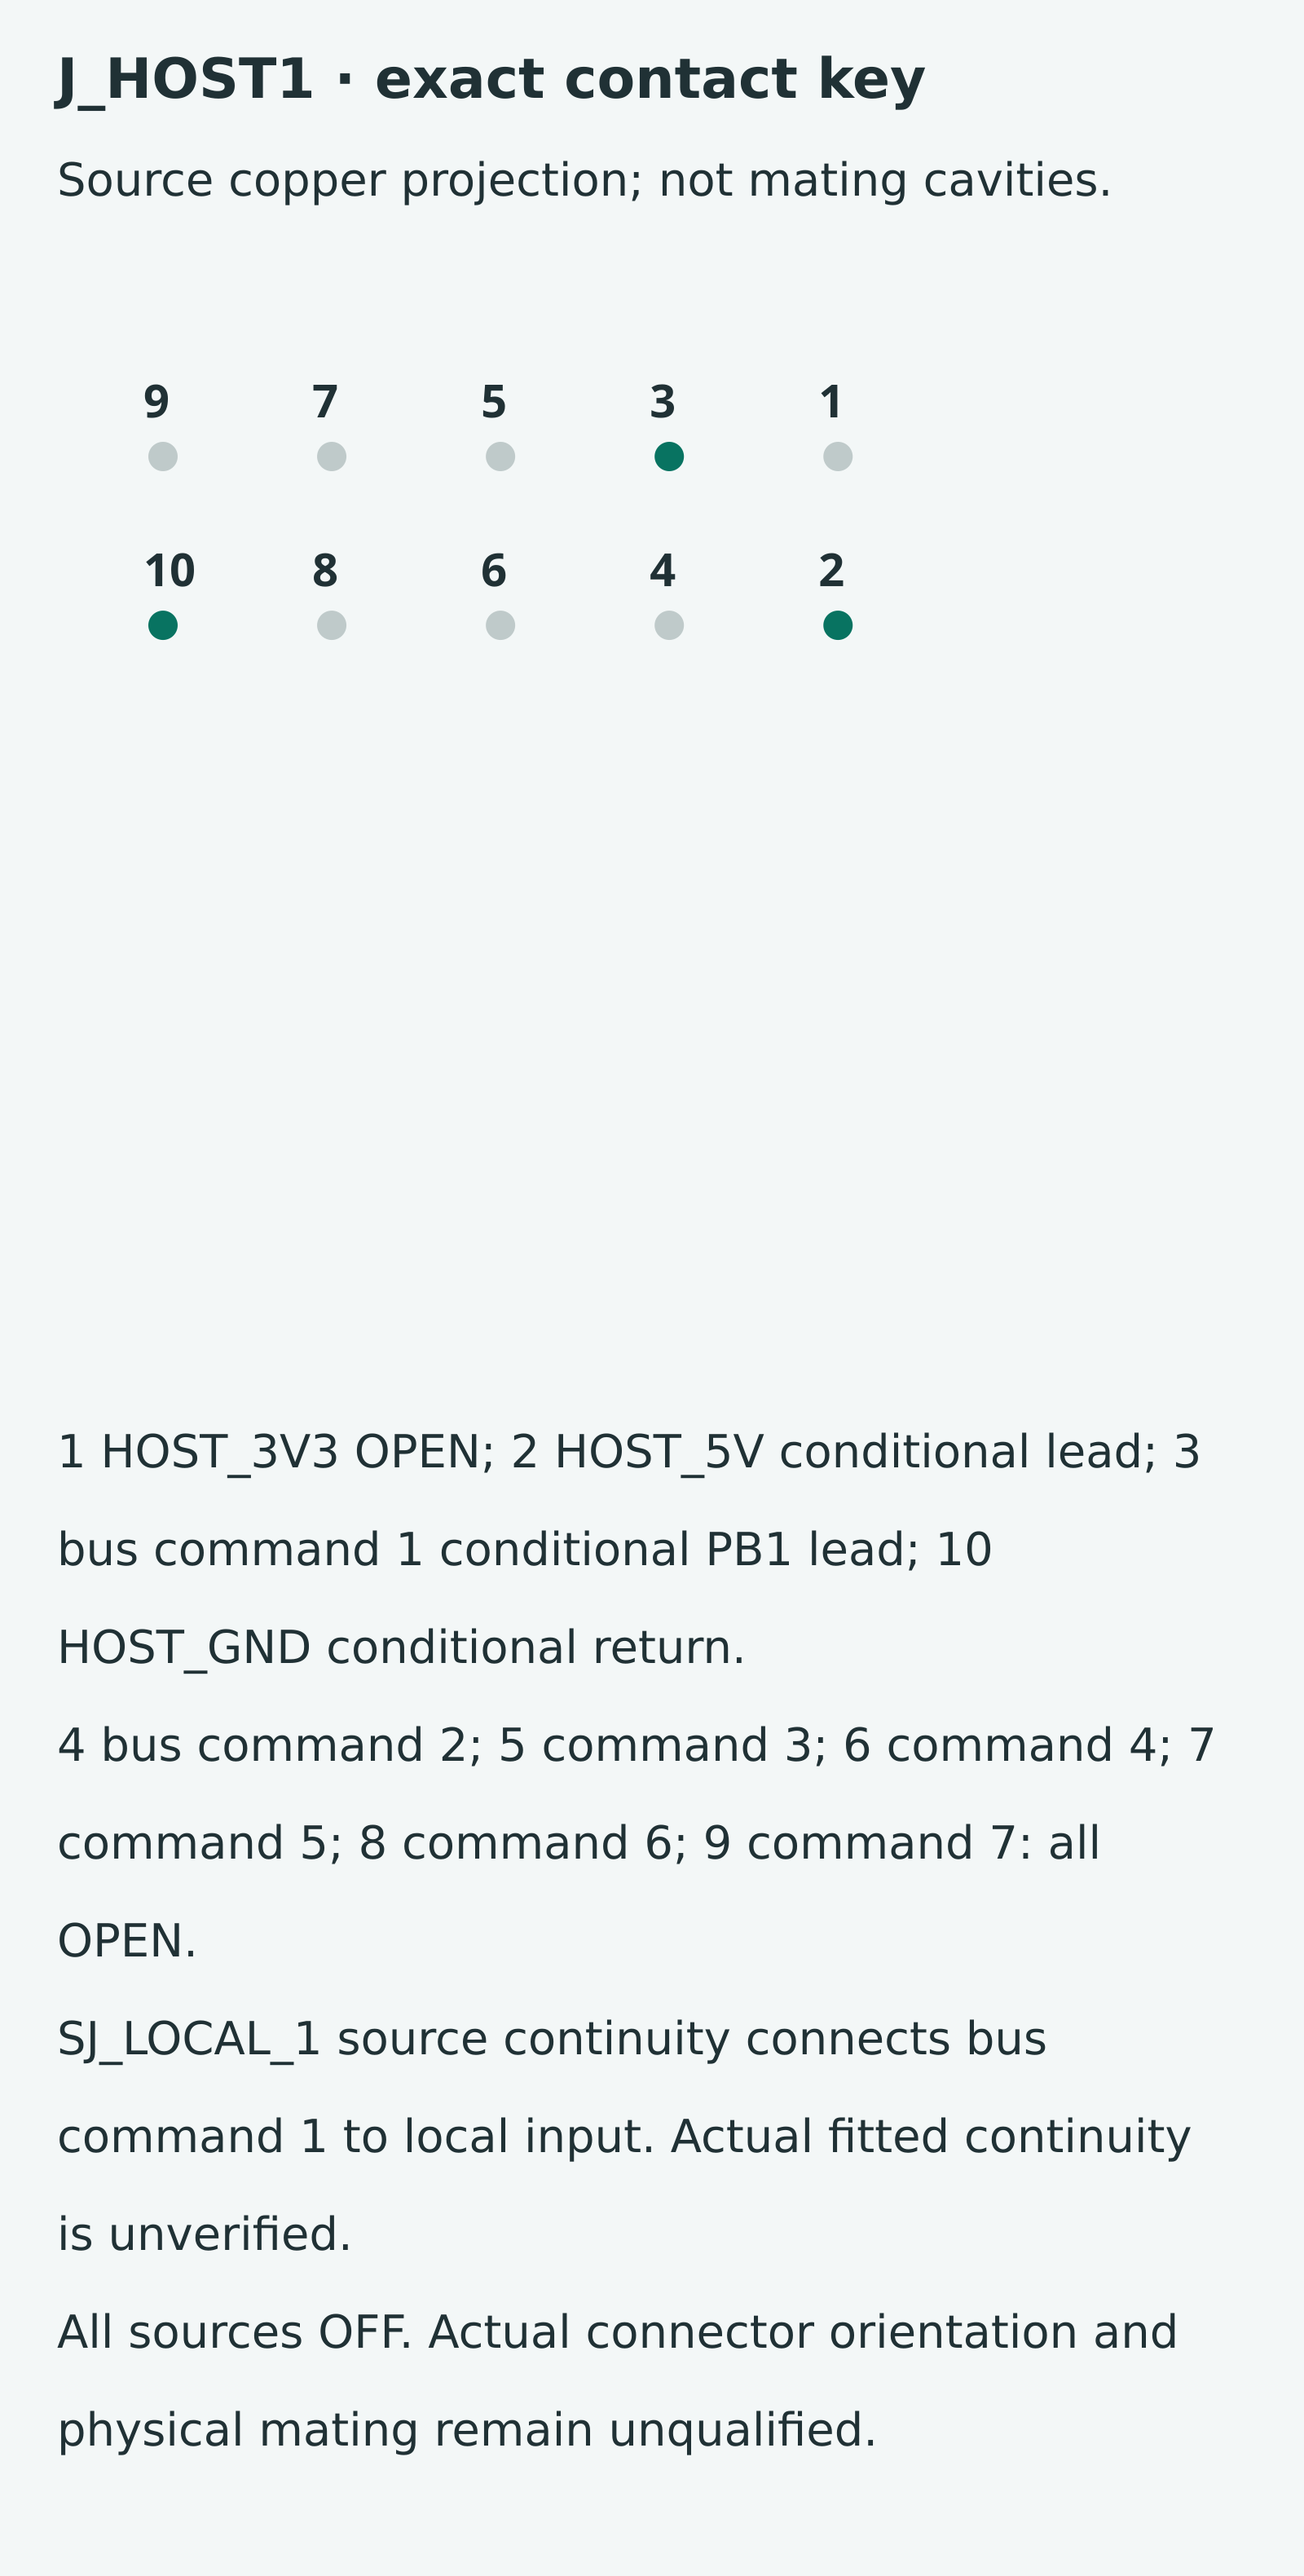 J_HOST1 · exact contact key
Source copper projection; not mating cavities.
9 7 5 3 1
10 8 6 4 2
1 HOST_3V3 OPEN; 2 HOST_5V conditional lead; 3
bus command 1 conditional PB1 lead; 10
HOST_GND conditional return.
4 bus command 2; 5 command 3; 6 command 4; 7
command 5; 8 command 6; 9 command 7: all
OPEN.
SJ_LOCAL_1 source continuity connects bus
command 1 to local input. Actual fitted continuity
is unverified.
All sources OFF. Actual connector orientation and
physical mating remain unqualified.